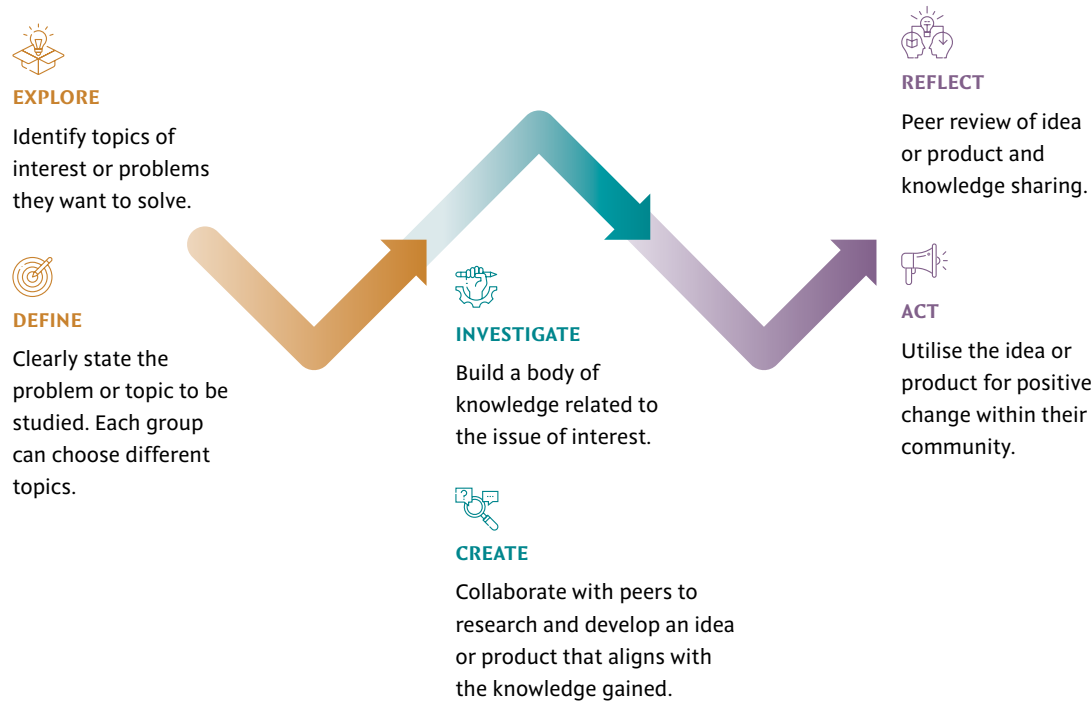 EXPLORE
Identify topics of
interest or problems
they want to solve.
DEFINE
Clearly state the
problem or topic to be
studied. Each group
can choose different
topics.
INVESTIGATE
Build a body of
knowledge related to
the issue of interest.
?
CREATE
Collaborate with peers to
research and develop an idea
or product that aligns with
the knowledge gained.
REFLECT
Peer review of idea
or product and
knowledge sharing.
ACT
Utilise the idea or
product for positive
change within their
community.